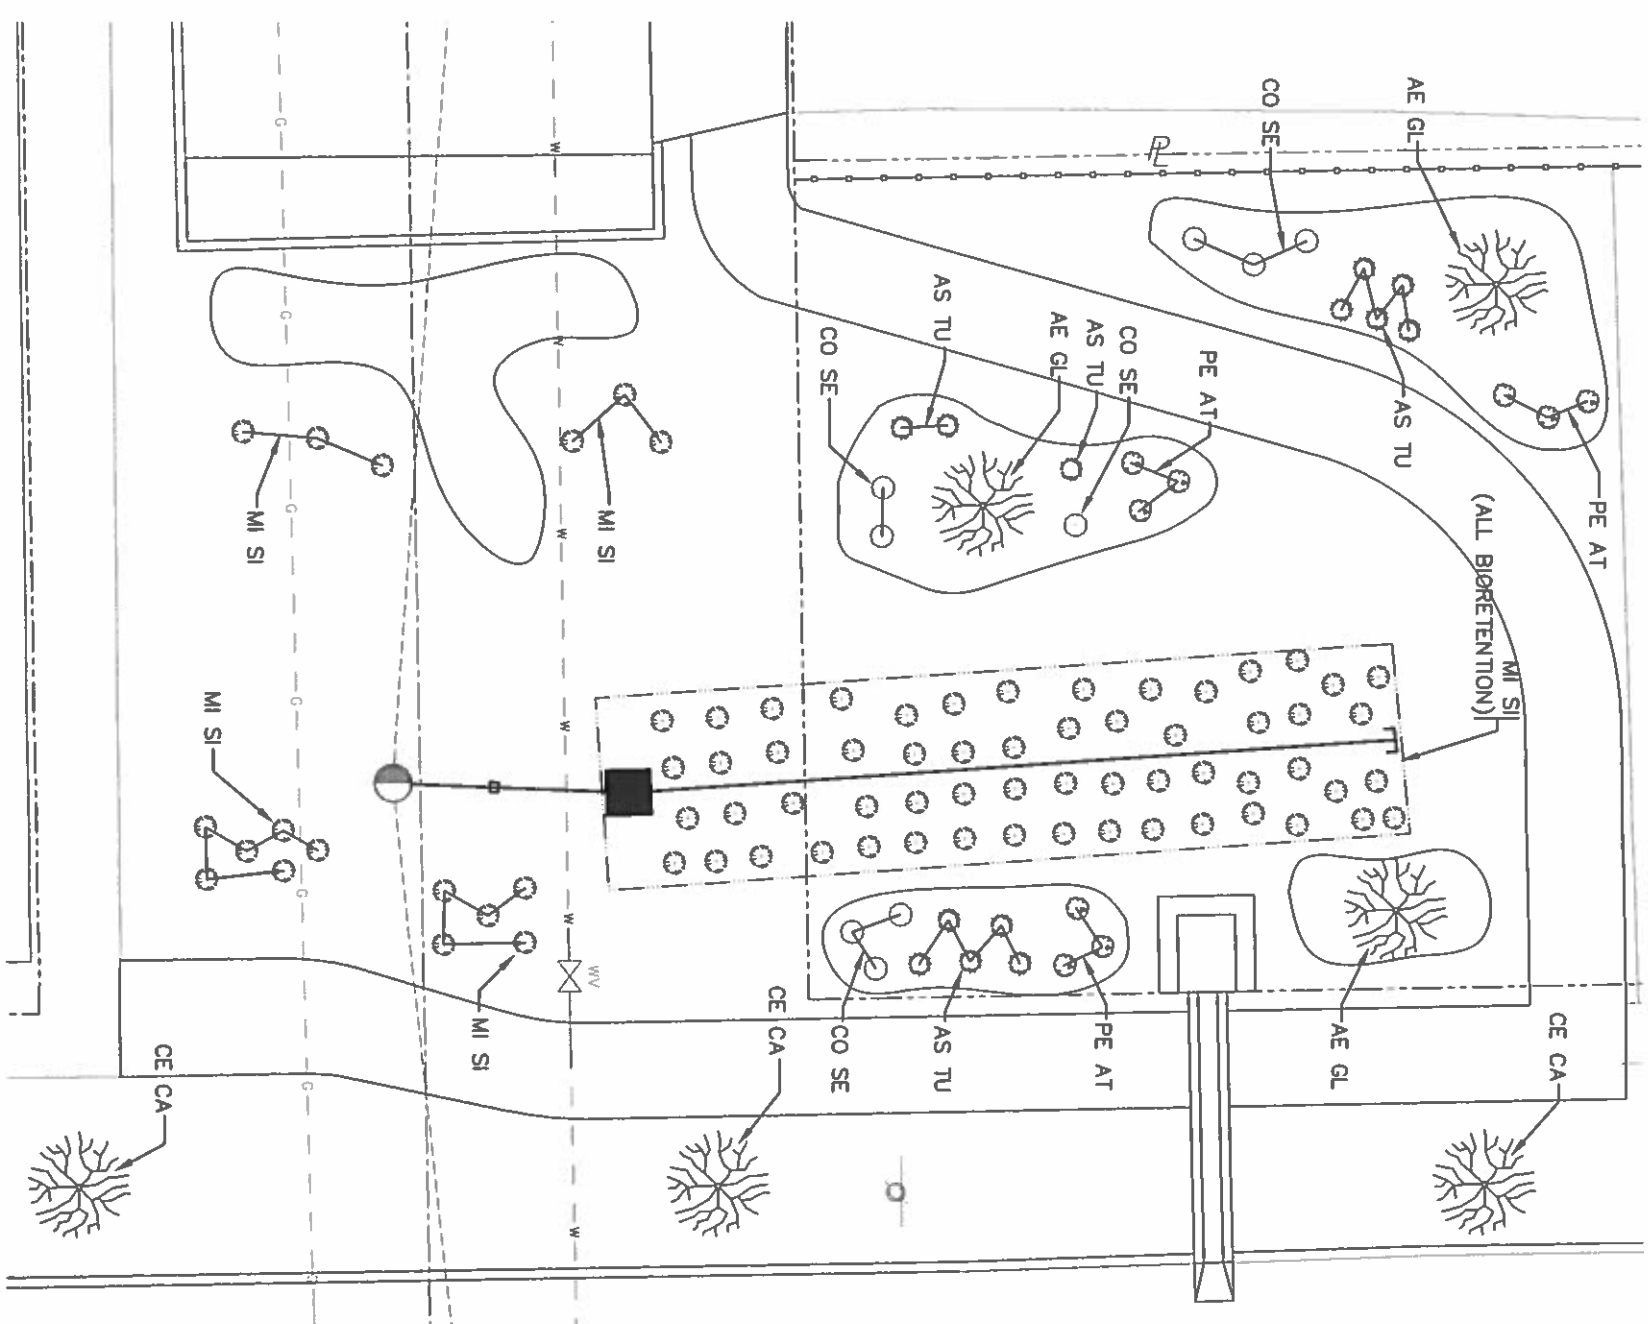 CO SE
AE GL
PL
AS TU
PE AT
AS TU
CO SE
AE GL
AS TU
CO SE
PE AT
MI SI
MI SI
MI SI
(ALL BIORETENTION)
MI SI
MI SI
CO SE
AS TU
PE AT
AE GL
CE CA
CE CA
CE CA
WV
G
G
G
G
G
G
W
W
W
W
W
W